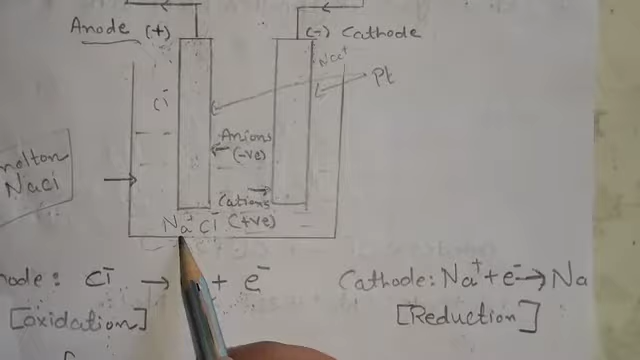 Anode (+)
(-) Cathode
Na+
Cl-
Pt
Anions
(-ve)
molton
NaCl
Cations
(+ve)
Na+ Cl-
node: Cl- → + e-
[oxidation]
Cathode: Na+ + e- → Na
[Reduction]